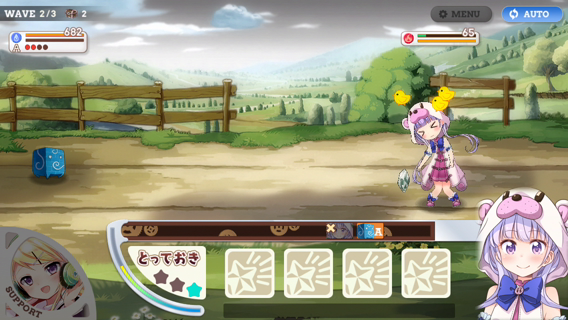 WAVE 2/3 2
MENU
AUTO
682
A
65
A
とっておき
SUPPORT